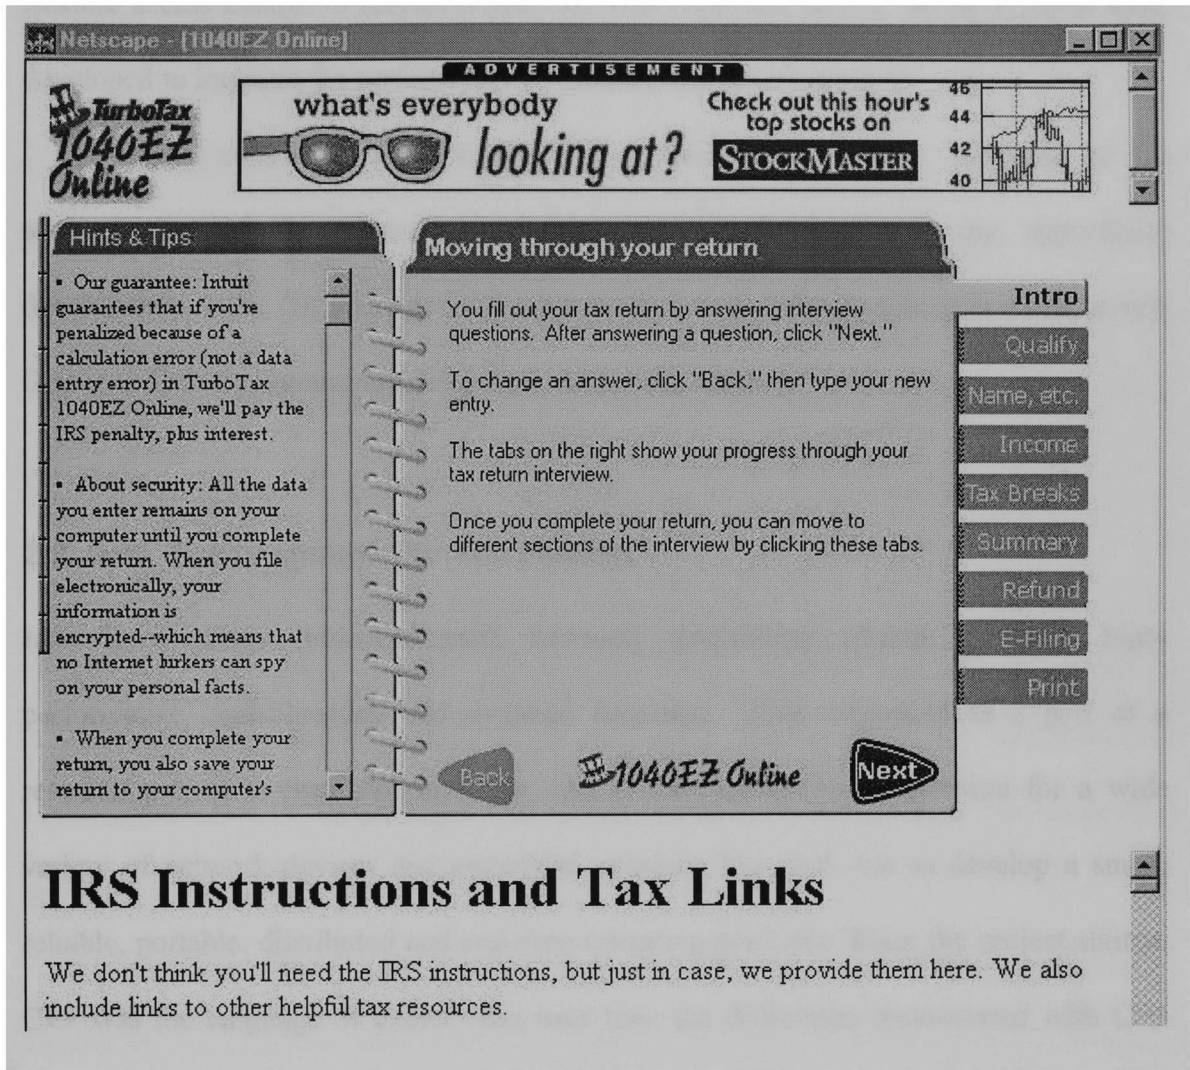 Netscape - [1040EZ Online]
ADVERTISEMENT
TurboTax
1040EZ
Online
what's everybody
looking at?
Check out this hour's
top stocks on
STOCKMASTER
46
44
42
40
Hints & Tips
▪ Our guarantee: Intuit
guarantees that if you're
penalized because of a
calculation error (not a data
entry error) in TurboTax
1040EZ Online, we'll pay the
IRS penalty, plus interest.
▪ About security: All the data
you enter remains on your
computer until you complete
your return. When you file
electronically, your
information is
encrypted--which means that
no Internet lurkers can spy
on your personal facts.
▪ When you complete your
return, you also save your
return to your computer's
Moving through your return
You fill out your tax return by answering interview
questions. After answering a question, click "Next."
To change an answer, click "Back," then type your new
entry.
The tabs on the right show your progress through your
tax return interview.
Once you complete your return, you can move to
different sections of the interview by clicking these tabs.
Back
1040EZ Online
Next
Intro
Qualify
Name, etc.
Income
Tax Breaks
Summary
Refund
E-Filing
Print
IRS Instructions and Tax Links
We don't think you'll need the IRS instructions, but just in case, we provide them here. We also
include links to other helpful tax resources.